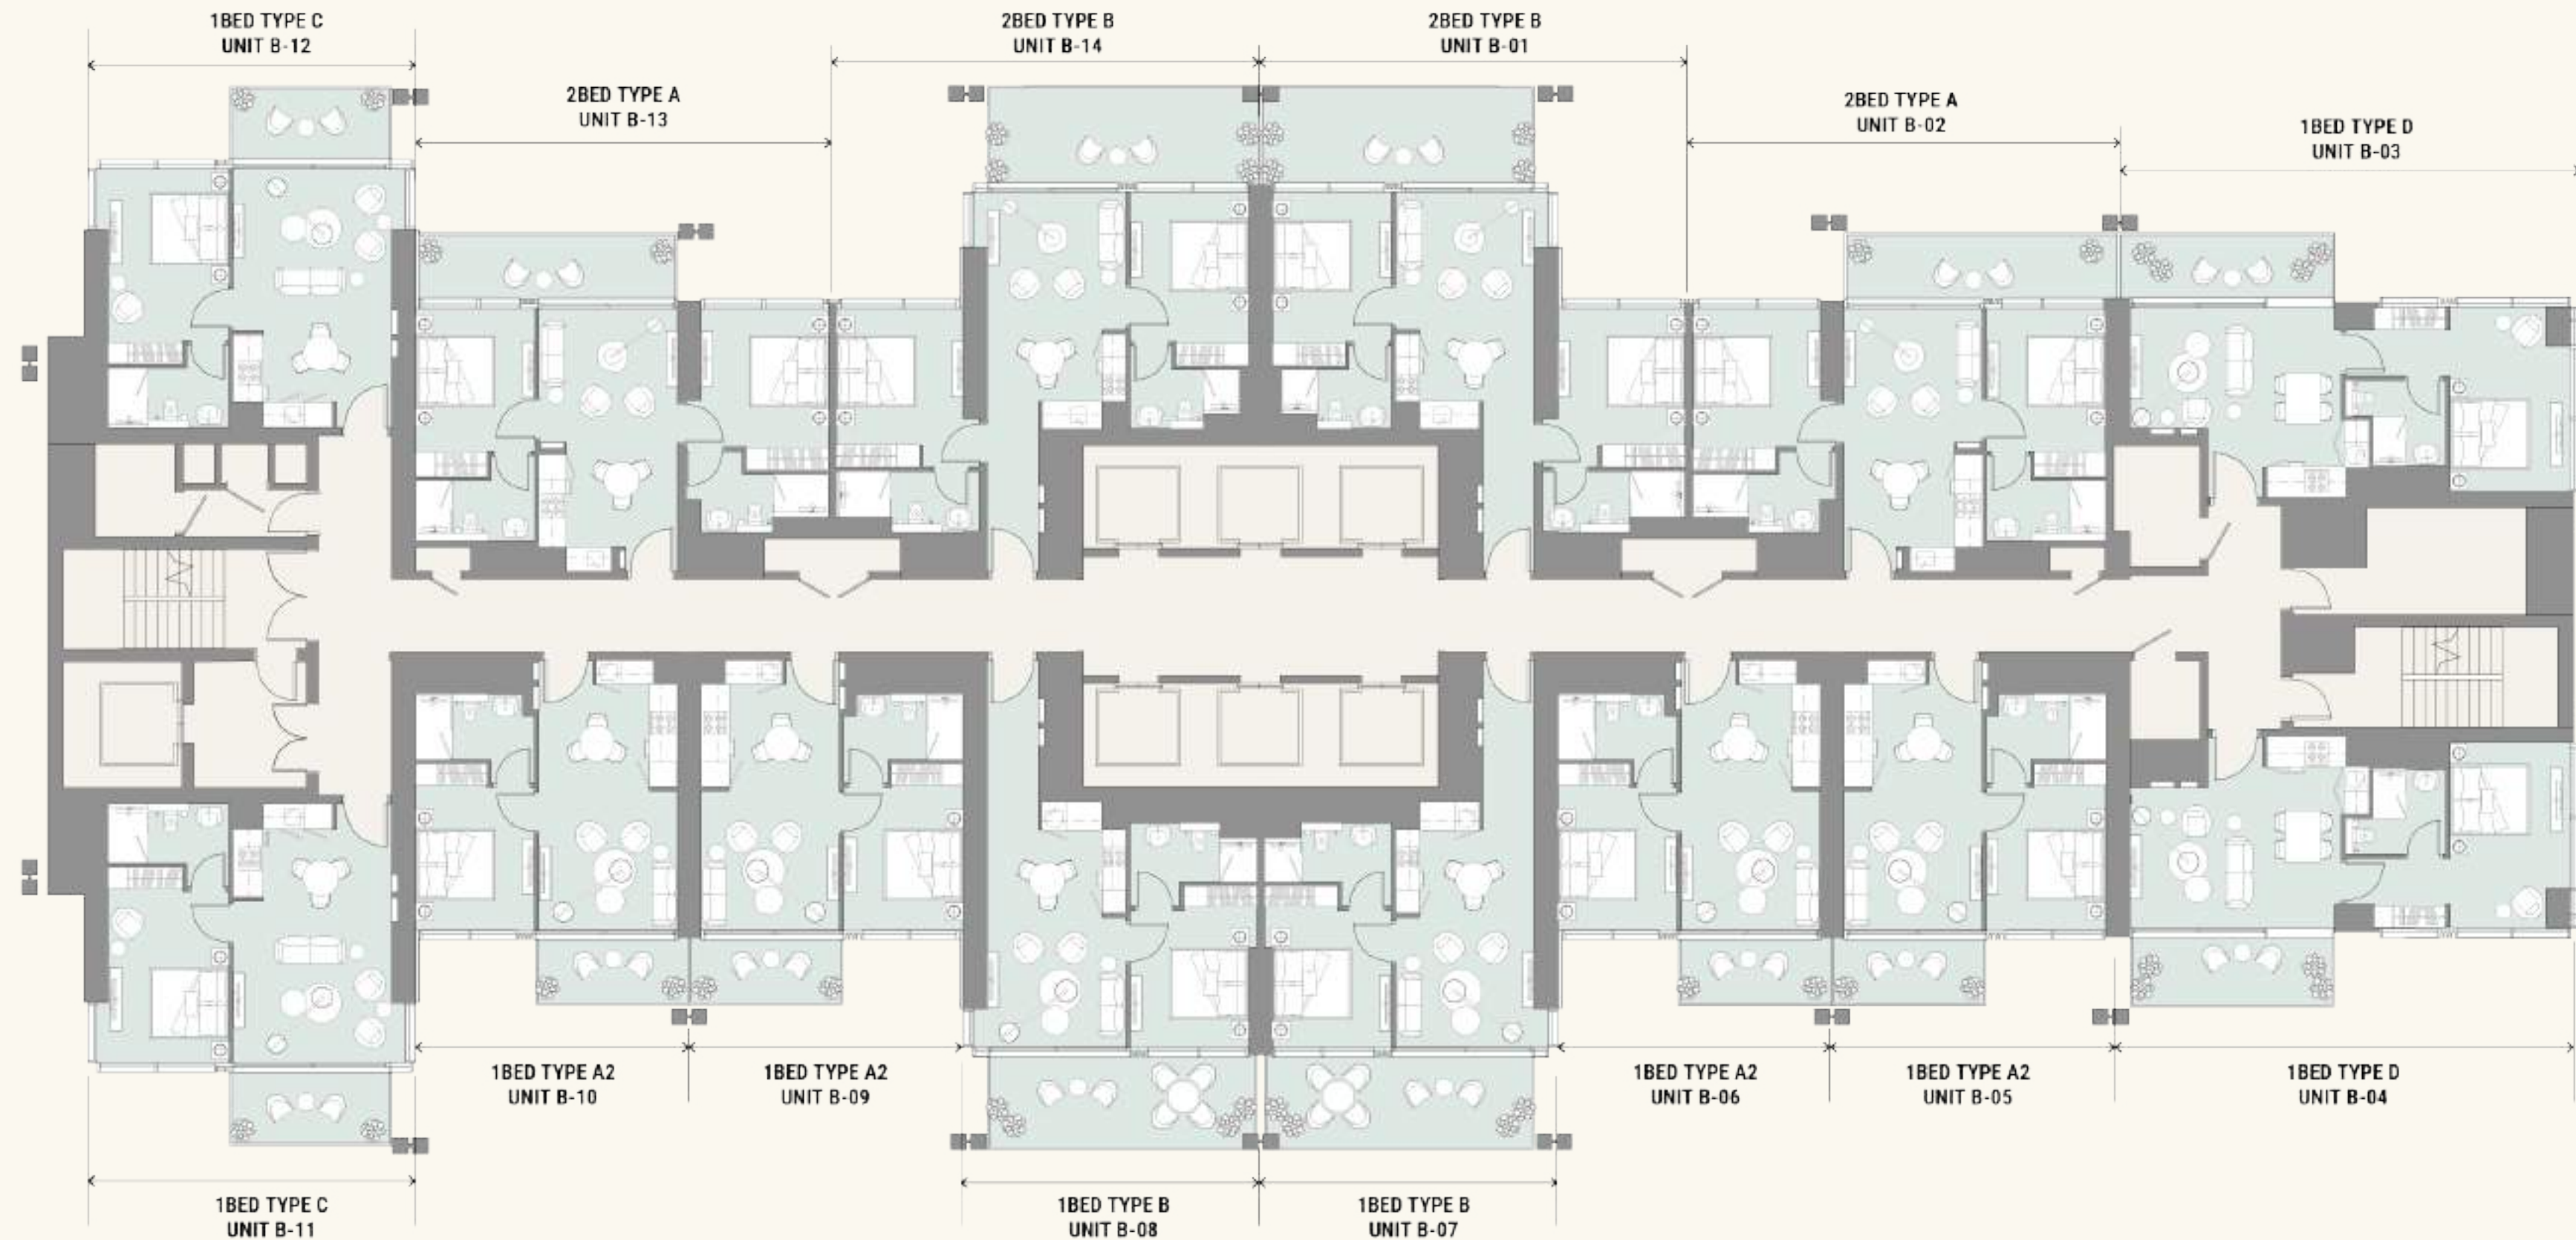 1BED TYPE C
UNIT B-12
2BED TYPE A
UNIT B-13
2BED TYPE B
UNIT B-14
2BED TYPE B
UNIT B-01
2BED TYPE A
UNIT B-02
1BED TYPE D
UNIT B-03
1BED TYPE C
UNIT B-11
1BED TYPE A2
UNIT B-10
1BED TYPE A2
UNIT B-09
1BED TYPE B
UNIT B-08
1BED TYPE B
UNIT B-07
1BED TYPE A2
UNIT B-06
1BED TYPE A2
UNIT B-05
1BED TYPE D
UNIT B-04